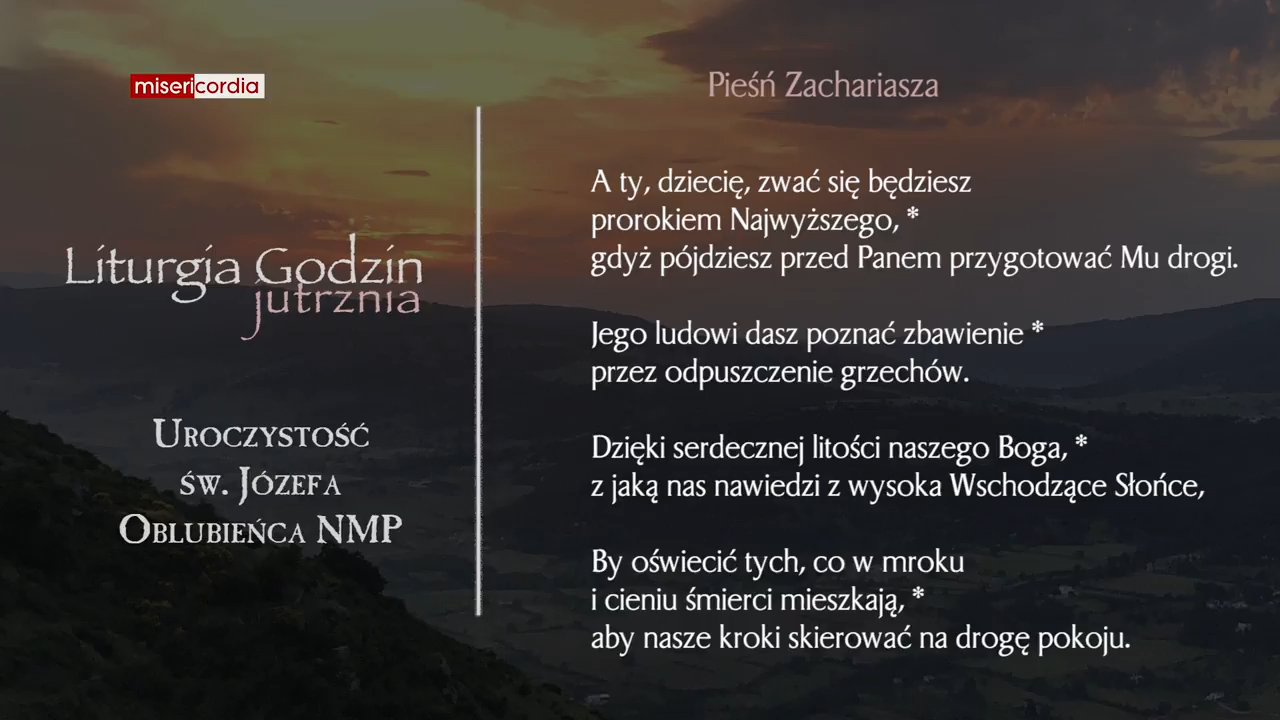 misericordia
Liturgia Godzin
jutrznia
Uroczystość
św. Józefa
Oblubieńca NMP
Pieśń Zachariasza
A ty, dziecię, zwać się będziesz
prorokiem Najwyższego, *
gdyż pójdziesz przed Panem przygotować Mu drogi.
Jego ludowi dasz poznać zbawienie *
przez odpuszczenie grzechów.
Dzięki serdecznej litości naszego Boga, *
z jaką nas nawiedzi z wysoka Wschodzące Słońce,
By oświecić tych, co w mroku
i cieniu śmierci mieszkają, *
aby nasze kroki skierować na drogę pokoju.